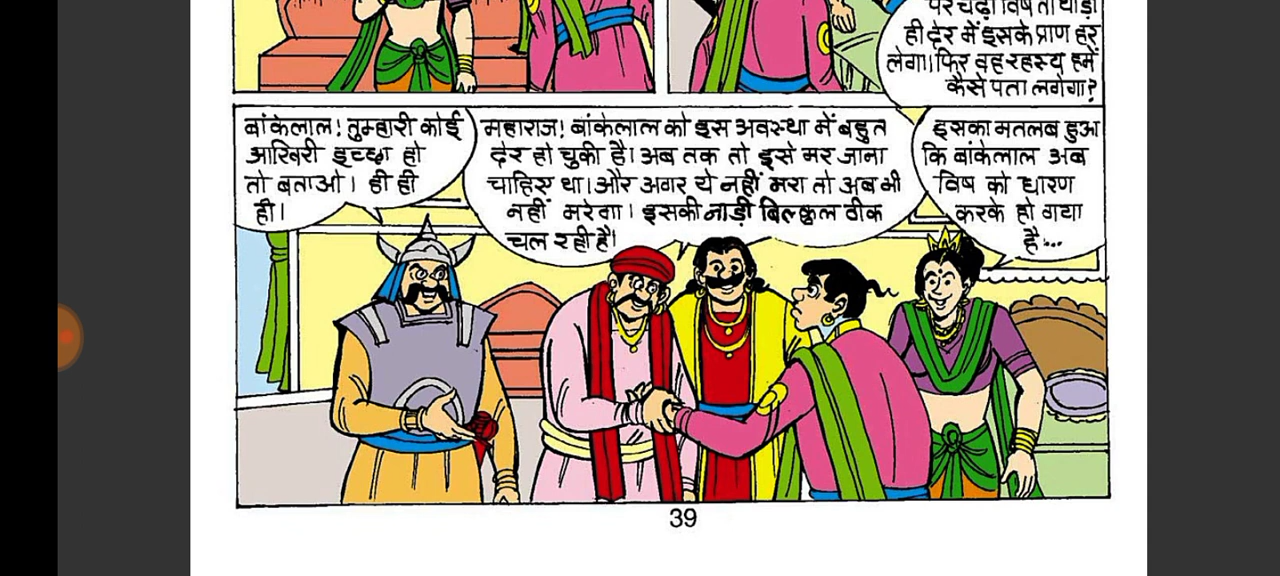 पर चढ़ा विष तो थोड़ी
ही देर में इसके प्राण हर
लेगा। फिर वह रहस्य हमें
कैसे पता लगेगा?
बांकेलाल! तुम्हारी कोई
आखिरी इच्छा हो
तो बताओ। ही ही
ही।
महाराज! बांकेलाल को इस अवस्था में बहुत
देर हो चुकी है। अब तक तो इसे मर जाना
चाहिए था। और अगर ये नहीं मरा तो अब भी
नहीं मरेगा। इसकी नाड़ी बिल्कुल ठीक
चल रही है।
इसका मतलब हुआ
कि बांकेलाल अब
विष को धारण
करके हो गया
है...
39